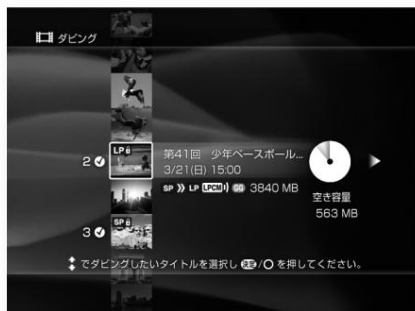 ダビング
LP
2
第41回 少年ベースボール...
3/21(日) 15:00
SP》LP LPCM 3840 MB
空き容量
563 MB
SP
3
でダビングしたいタイトルを選択し 決定/○ を押してください。